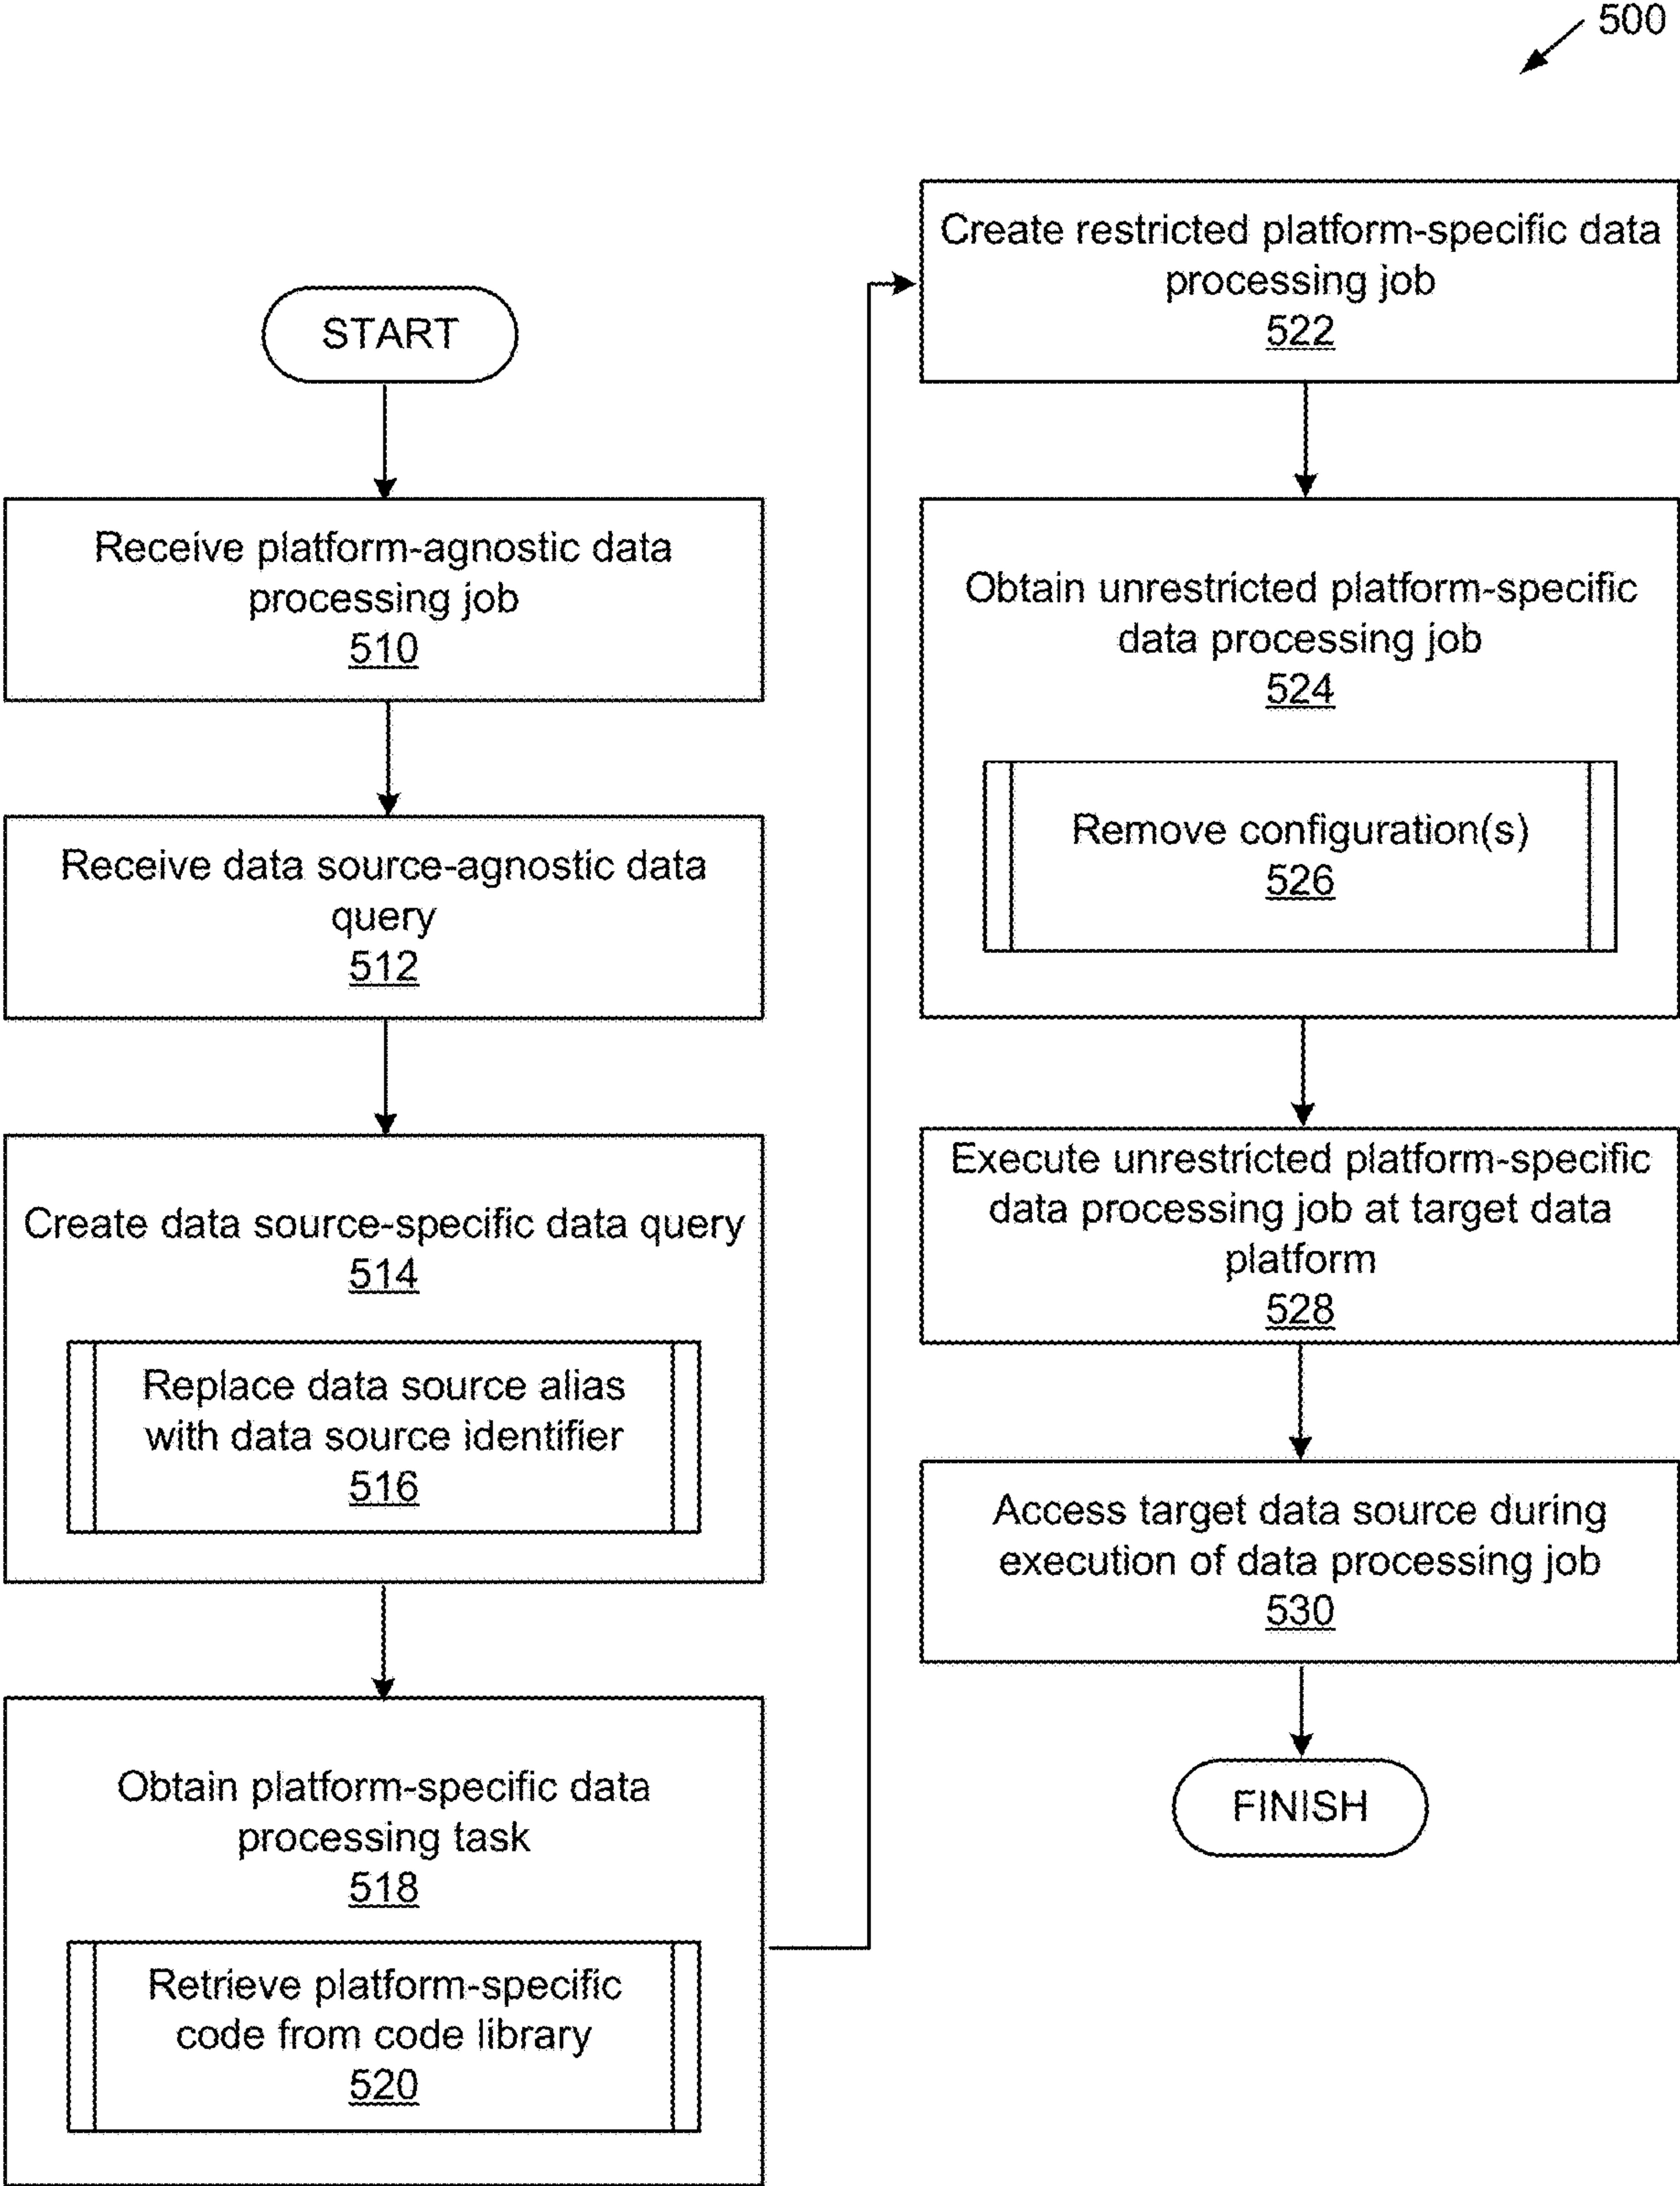 500
START
Receive platform-agnostic data
processing job
510
Receive data source-agnostic data
query
512
Create data source-specific data query
514
Replace data source alias
with data source identifier
516
Obtain platform-specific data
processing task
518
Retrieve platform-specific
code from code library
520
Create restricted platform-specific data
processing job
522
Obtain unrestricted platform-specific
data processing job
524
Remove configuration(s)
526
Execute unrestricted platform-specific
data processing job at target data
platform
528
Access target data source during
execution of data processing job
530
FINISH